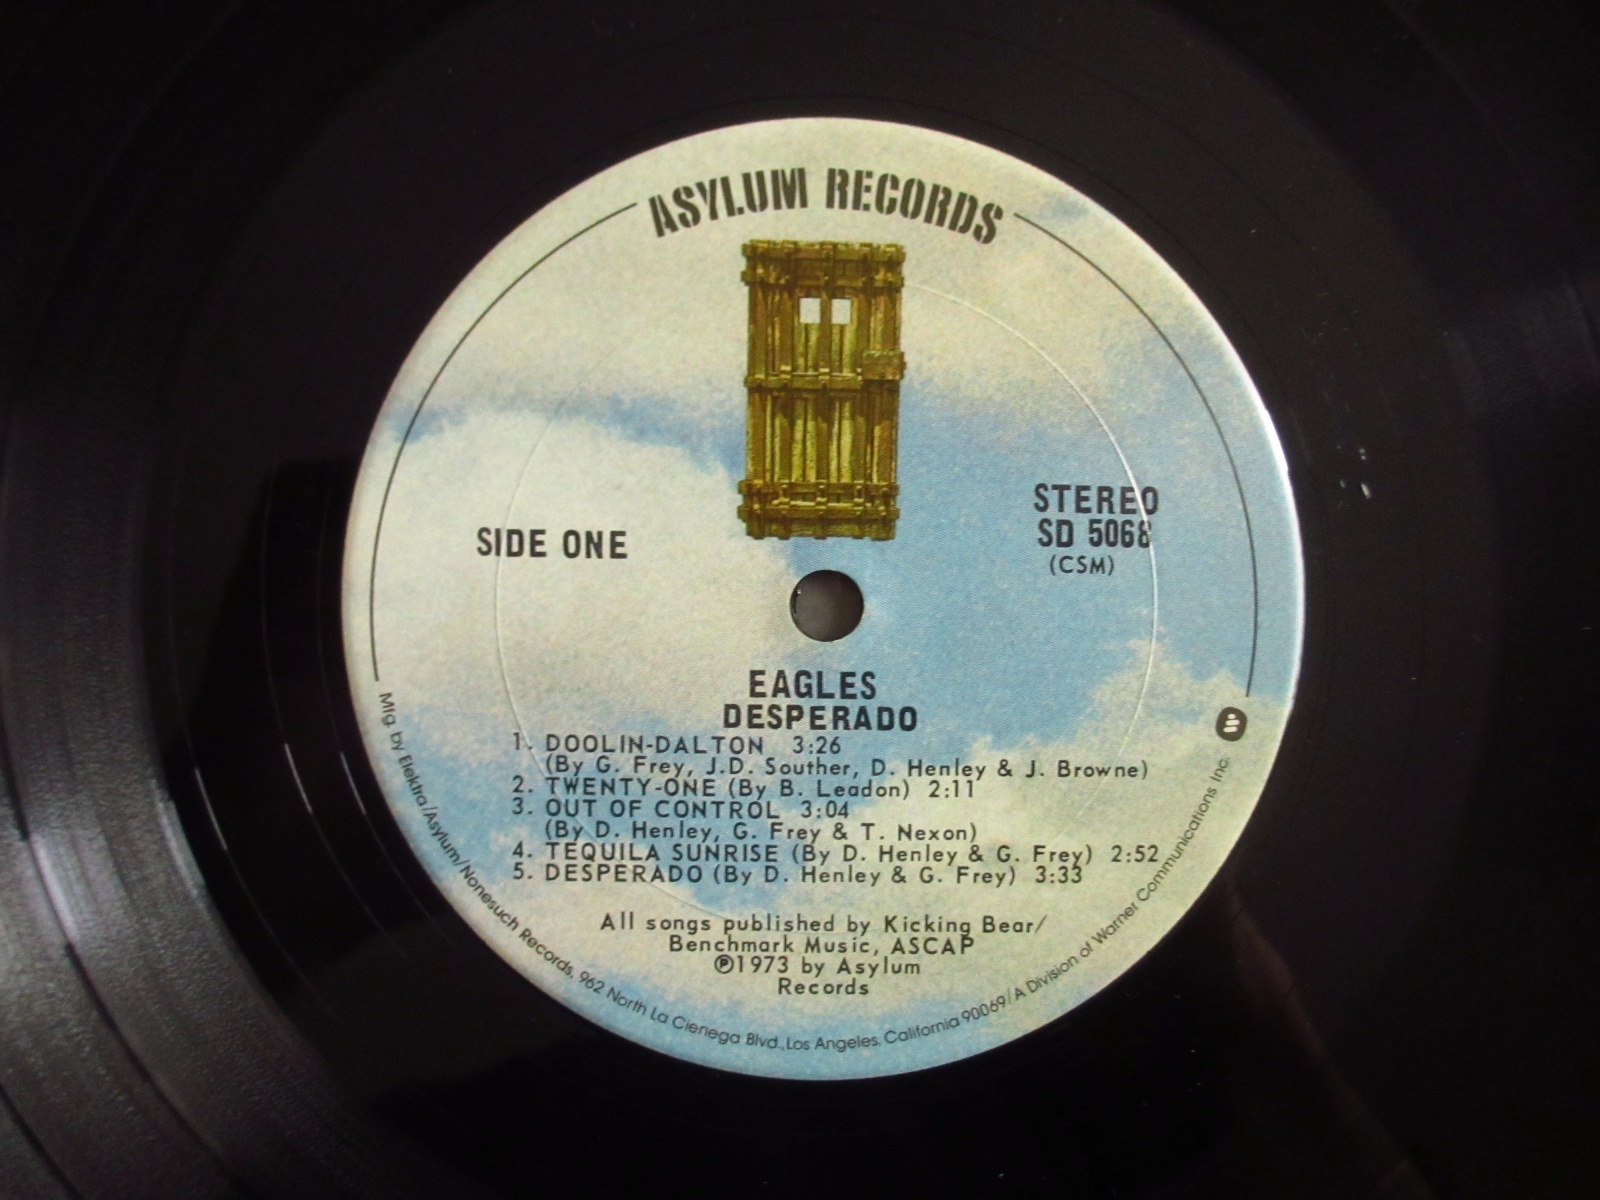 ASYLUM RECORDS
SIDE ONE
STEREO
SD 5068
(CSM)
EAGLES
DESPERADO
1. DOOLIN-DALTON 3:26
(By G. Frey, J.D. Souther, D. Henley & J. Browne)
2. TWENTY-ONE (By B. Leadon) 2:11
3. OUT OF CONTROL 3:04
(By D. Henley, G. Frey & T. Nexon)
4. TEQUILA SUNRISE (By D. Henley & G. Frey) 2:52
5. DESPERADO (By D. Henley & G. Frey) 3:33
All songs published by Kicking Bear/
Benchmark Music, ASCAP
℗1973 by Asylum
Records
Mfg. by Elektra/Asylum/Nonesuch Records, 962 North La Cienega Blvd., Los Angeles, California 90069/A Division of Warner Communications Inc.